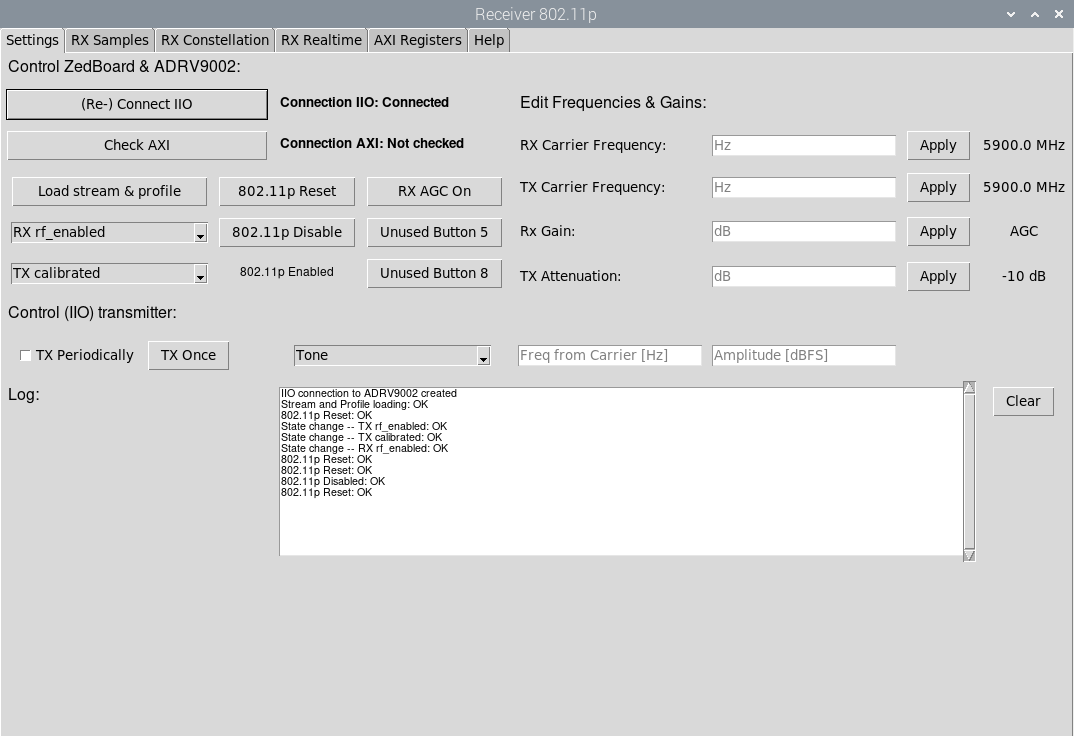 Receiver 802.11p
Settings RX Samples RX Constellation RX Realtime AXI Registers Help
Control ZedBoard & ADRV9002:
(Re-) Connect IIO Connection IIO: Connected Edit Frequencies & Gains:
Check AXI Connection AXI: Not checked RX Carrier Frequency: Hz Apply 5900.0 MHz
Load stream & profile 802.11p Reset RX AGC On TX Carrier Frequency: Hz Apply 5900.0 MHz
RX rf_enabled 802.11p Disable Unused Button 5 Rx Gain: dB Apply AGC
TX calibrated 802.11p Enabled Unused Button 8 TX Attenuation: dB Apply -10 dB
Control (IIO) transmitter:
TX Periodically TX Once Tone Freq from Carrier [Hz] Amplitude [dBFS]
Log: Clear
IIO connection to ADRV9002 created
Stream and Profile loading: OK
802.11p Reset: OK
State change -- TX rf_enabled: OK
State change -- TX calibrated: OK
State change -- RX rf_enabled: OK
802.11p Reset: OK
802.11p Reset: OK
802.11p Disabled: OK
802.11p Reset: OK